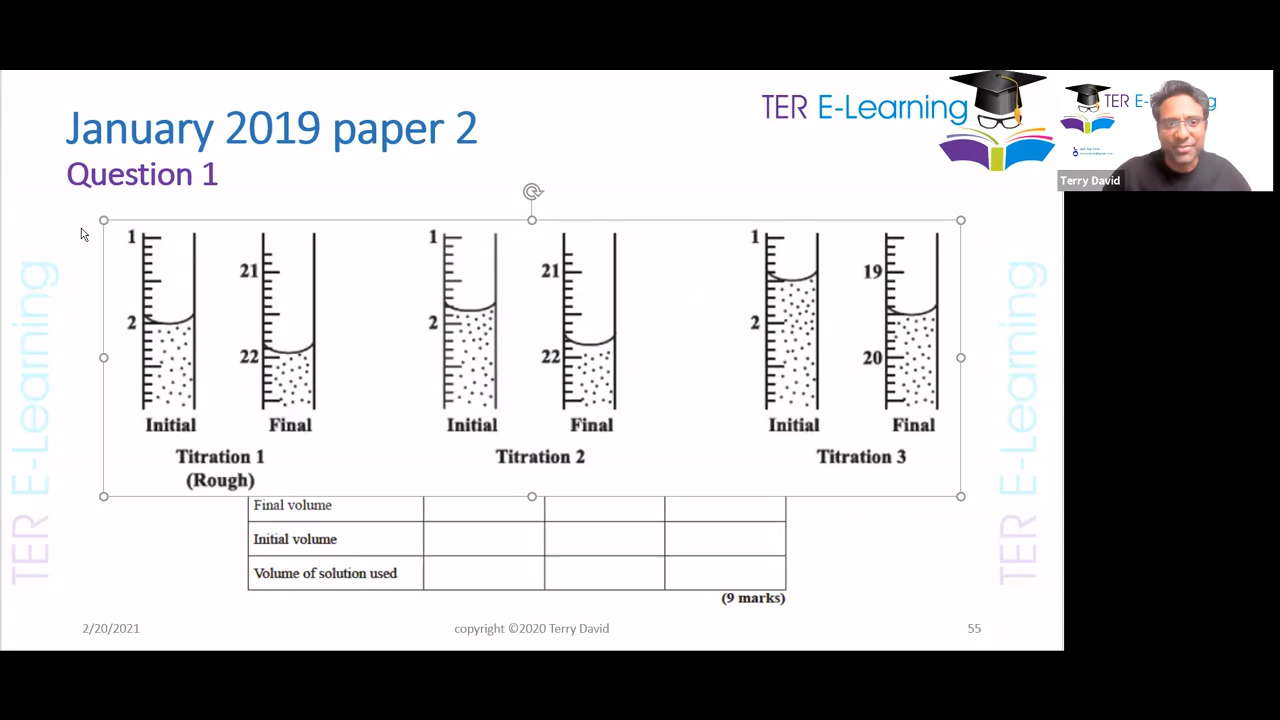 January 2019 paper 2
Question 1
TER E-Learning
TER E-Learning
Terry David
1
2
Initial
21
22
Final
Titration 1
(Rough)
1
2
Initial
21
22
Final
Titration 2
1
2
Initial
19
20
Final
Titration 3
TER E-Learning
TER E-Learning
Final volume
Initial volume
Volume of solution used
(9 marks)
2/20/2021
copyright ©2020 Terry David
55